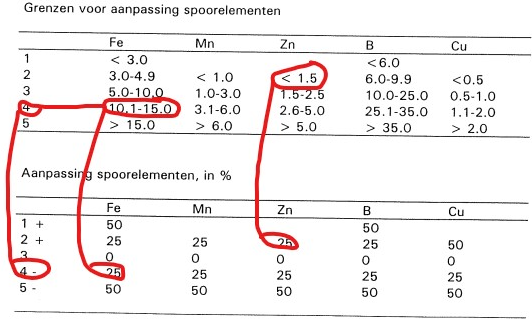 Grenzen voor aanpassing spoorelementen
Fe Mn Zn B Cu
1 < 3.0 <6.0
2 3.0-4.9 < 1.0 < 1.5 6.0-9.9 <0.5
3 5.0-10.0 1.0-3.0 1.5-2.5 10.0-25.0 0.5-1.0
4 10.1-15.0 3.1-6.0 2.6-5.0 25.1-35.0 1.1-2.0
5 > 15.0 > 6.0 > 5.0 > 35.0 > 2.0
Aanpassing spoorelementen, in %
Fe Mn Zn B Cu
1 + 50 50
2 + 25 25 25 25 50
3 0 0 0 0 0
4 - 25 25 25 25 25
5 - 50 50 50 50 50